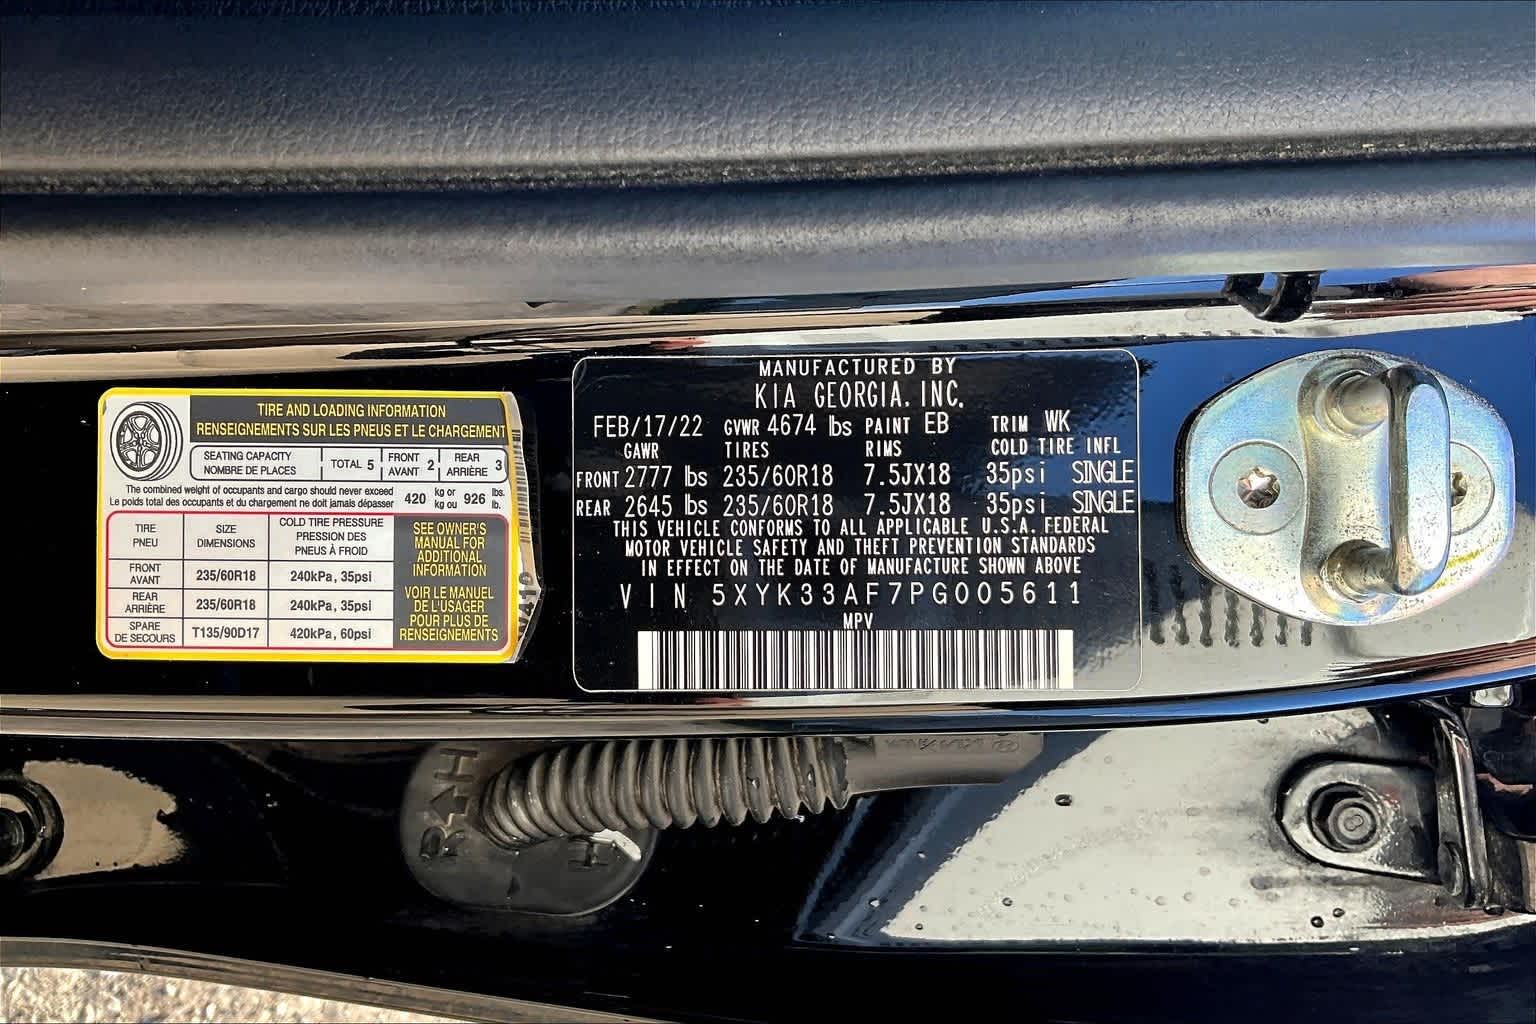 TIRE AND LOADING INFORMATION
RENSEIGNEMENTS SUR LES PNEUS ET LE CHARGEMENT
SEATING CAPACITY
NOMBRE DE PLACES
TOTAL 5
FRONT
AVANT 2
REAR
ARRIÈRE 3
The combined weight of occupants and cargo should never exceed
Le poids total des occupants et du chargement ne doit jamais dépasser
420 kg or
kg ou
926 lbs.
lb.
TIRE
PNEU
SIZE
DIMENSIONS
COLD TIRE PRESSURE
PRESSION DES
PNEUS À FROID
FRONT
AVANT
235/60R18
240kPa, 35psi
REAR
ARRIÈRE
235/60R18
240kPa, 35psi
SPARE
DE SECOURS
T135/90D17
420kPa, 60psi
SEE OWNER'S
MANUAL FOR
ADDITIONAL
INFORMATION
VOIR LE MANUEL
DE L'USAGER
POUR PLUS DE
RENSEIGNEMENTS
MANUFACTURED BY
KIA GEORGIA. INC.
FEB/17/22 GVWR 4674 lbs PAINT EB TRIM WK
GAWR TIRES RIMS COLD TIRE INFL
FRONT 2777 lbs 235/60R18 7.5JX18 35psi SINGLE
REAR 2645 lbs 235/60R18 7.5JX18 35psi SINGLE
THIS VEHICLE CONFORMS TO ALL APPLICABLE U.S.A. FEDERAL
MOTOR VEHICLE SAFETY AND THEFT PREVENTION STANDARDS
IN EFFECT ON THE DATE OF MANUFACTURE SHOWN ABOVE
VIN 5XYK33AF7PG005611
MPV